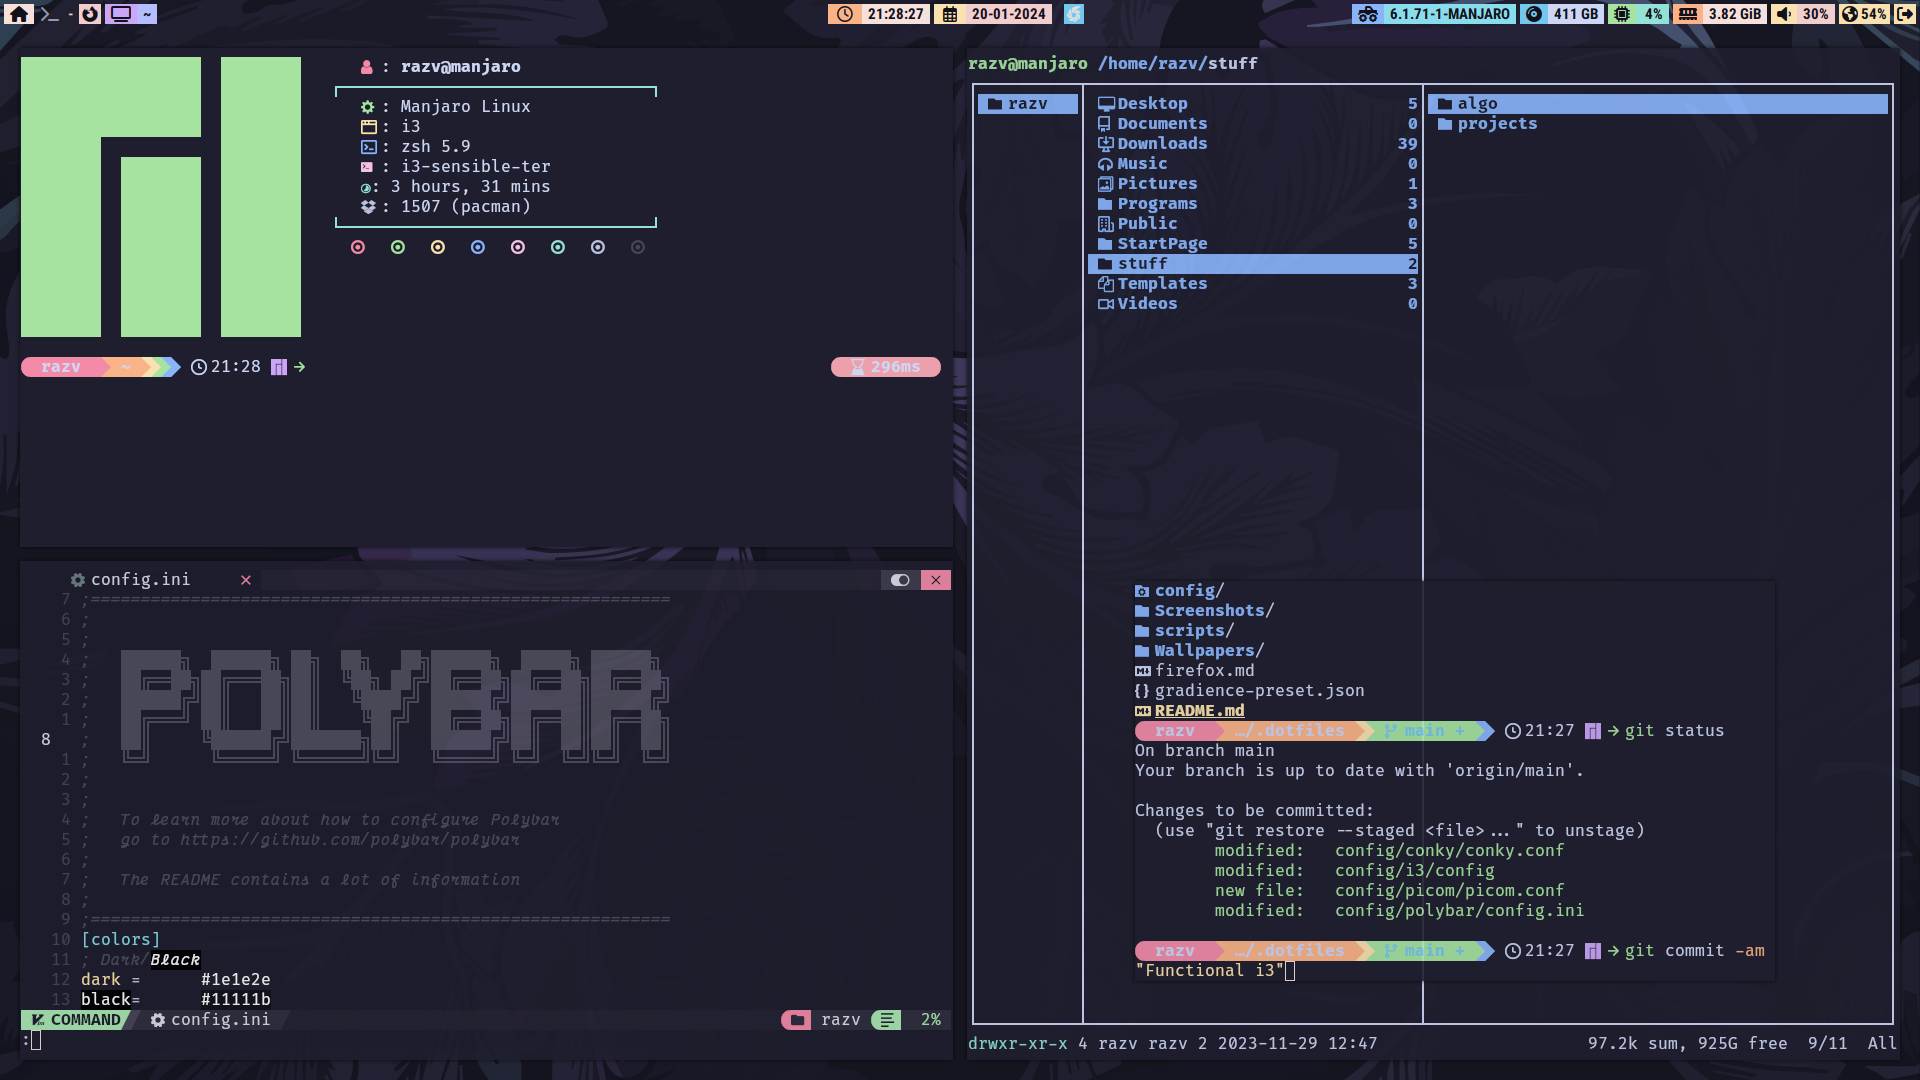 - ~ 21:28:27 20-01-2024 6.1.71-1-MANJARO 411 GB 4% 3.82 GiB 30% 54%
: razv@manjaro
: Manjaro Linux
: i3
: zsh 5.9
: i3-sensible-ter
: 3 hours, 31 mins
: 1507 (pacman)
razv ~ 21:28 296ms
config.ini
7 ;==========================================================
6 ;
5 ;
4 ;
3 ;
2 ;
1 ;
8 ;
1 ;
POLYBAR
2 ;
3 ;
4 ; To learn more about how to configure Polybar
5 ; go to https://github.com/polybar/polybar
6 ;
7 ; The README contains a lot of information
8 ;
9 ;==========================================================
10 [colors]
11 ; Dark/Black
12 dark = #1e1e2e
13 black= #11111b
COMMAND config.ini razv 2%
:
razv@manjaro /home/razv/stuff
razv
Desktop 5
Documents 0
Downloads 39
Music 0
Pictures 1
Programs 3
Public 0
StartPage 5
stuff 2
Templates 3
Videos 0
algo
projects
config/
Screenshots/
scripts/
Wallpapers/
firefox.md
gradience-preset.json
README.md
razv …/.dotfiles main + 21:27 git status
On branch main
Your branch is up to date with 'origin/main'.
Changes to be committed:
(use "git restore --staged <file>..." to unstage)
modified: config/conky/conky.conf
modified: config/i3/config
new file: config/picom/picom.conf
modified: config/polybar/config.ini
razv …/.dotfiles main + 21:27 git commit -am
"Functional i3"
drwxr-xr-x 4 razv razv 2 2023-11-29 12:47 97.2k sum, 925G free 9/11 All